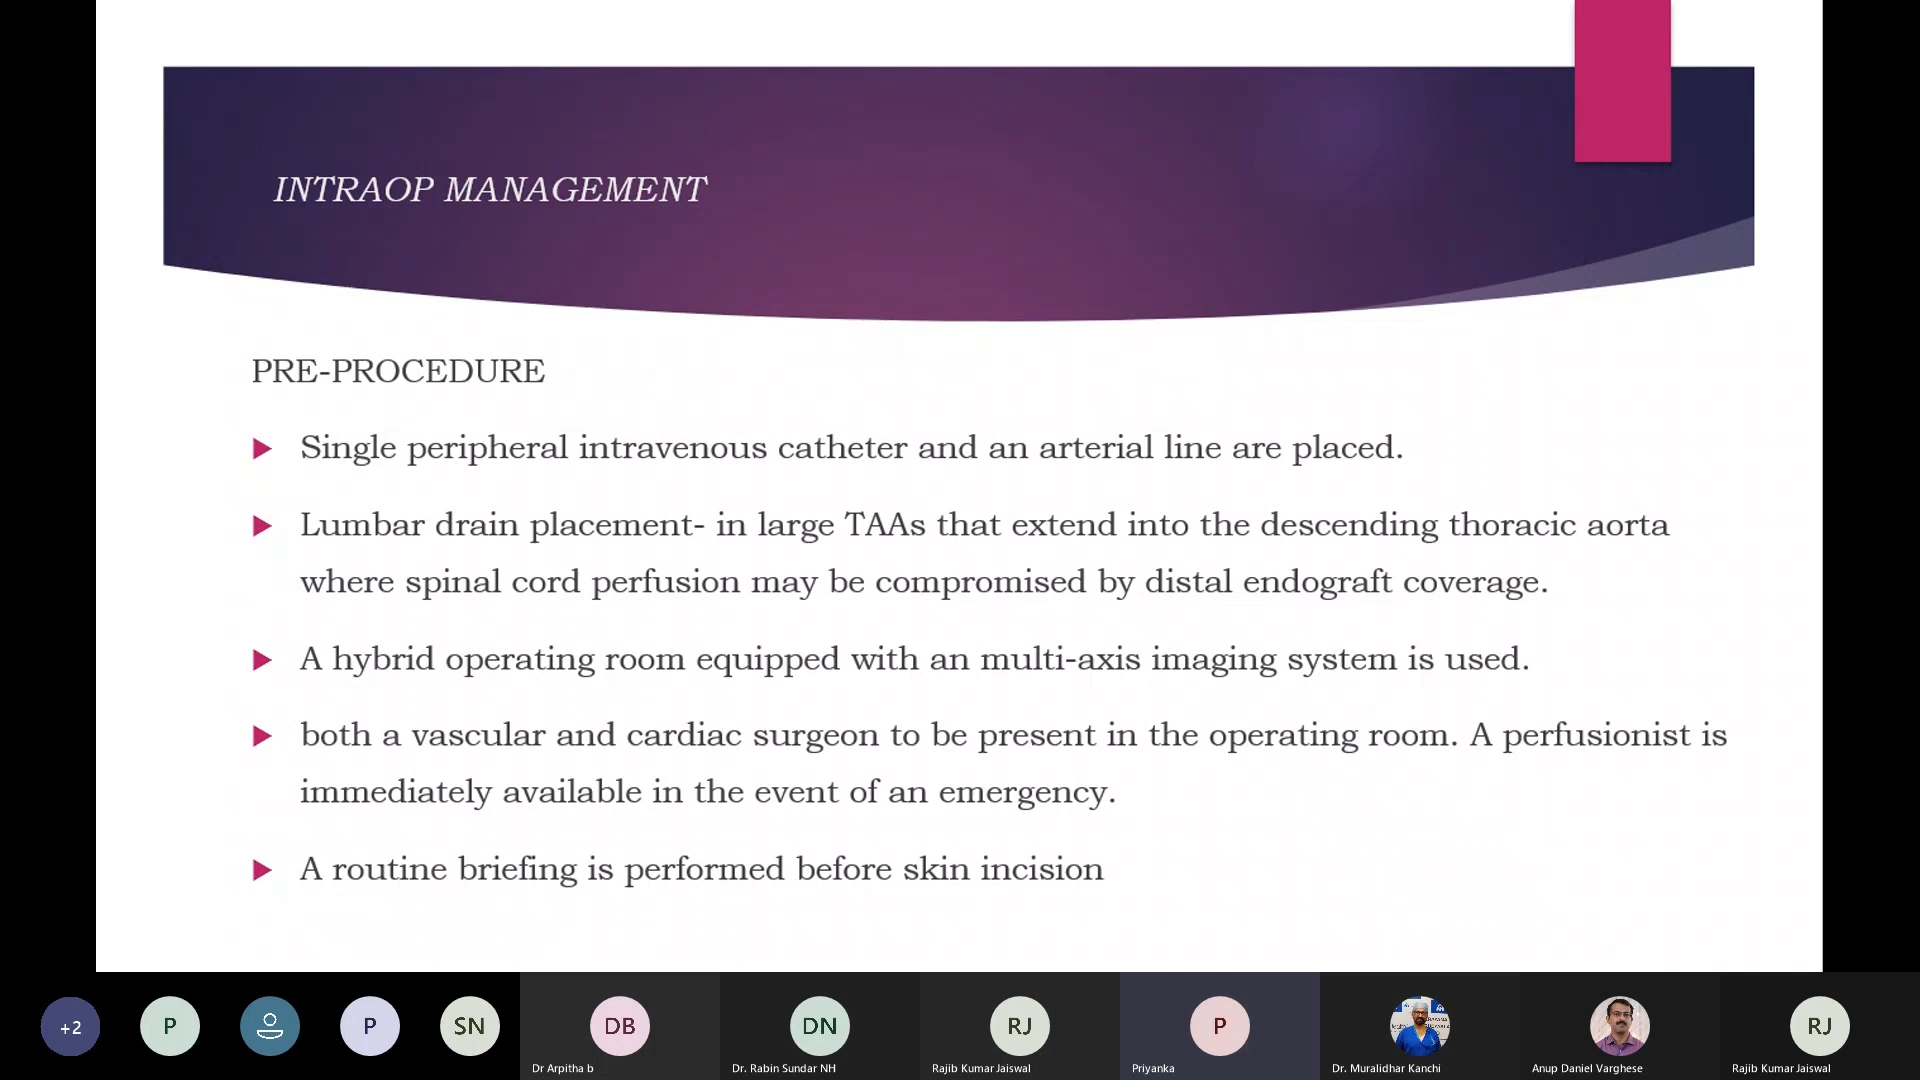 INTRAOP MANAGEMENT
PRE-PROCEDURE
Single peripheral intravenous catheter and an arterial line are placed.
Lumbar drain placement- in large TAAs that extend into the descending thoracic aorta
where spinal cord perfusion may be compromised by distal endograft coverage.
A hybrid operating room equipped with an multi-axis imaging system is used.
both a vascular and cardiac surgeon to be present in the operating room. A perfusionist is
immediately available in the event of an emergency.
A routine briefing is performed before skin incision
+2
P
P
SN
DB
DN
RJ
P
RJ
Dr Arpitha b
Dr. Rabin Sundar NH
Rajib Kumar Jaiswal
Priyanka
Dr. Muralidhar Kanchi
Anup Daniel Varghese
Rajib Kumar Jaiswal